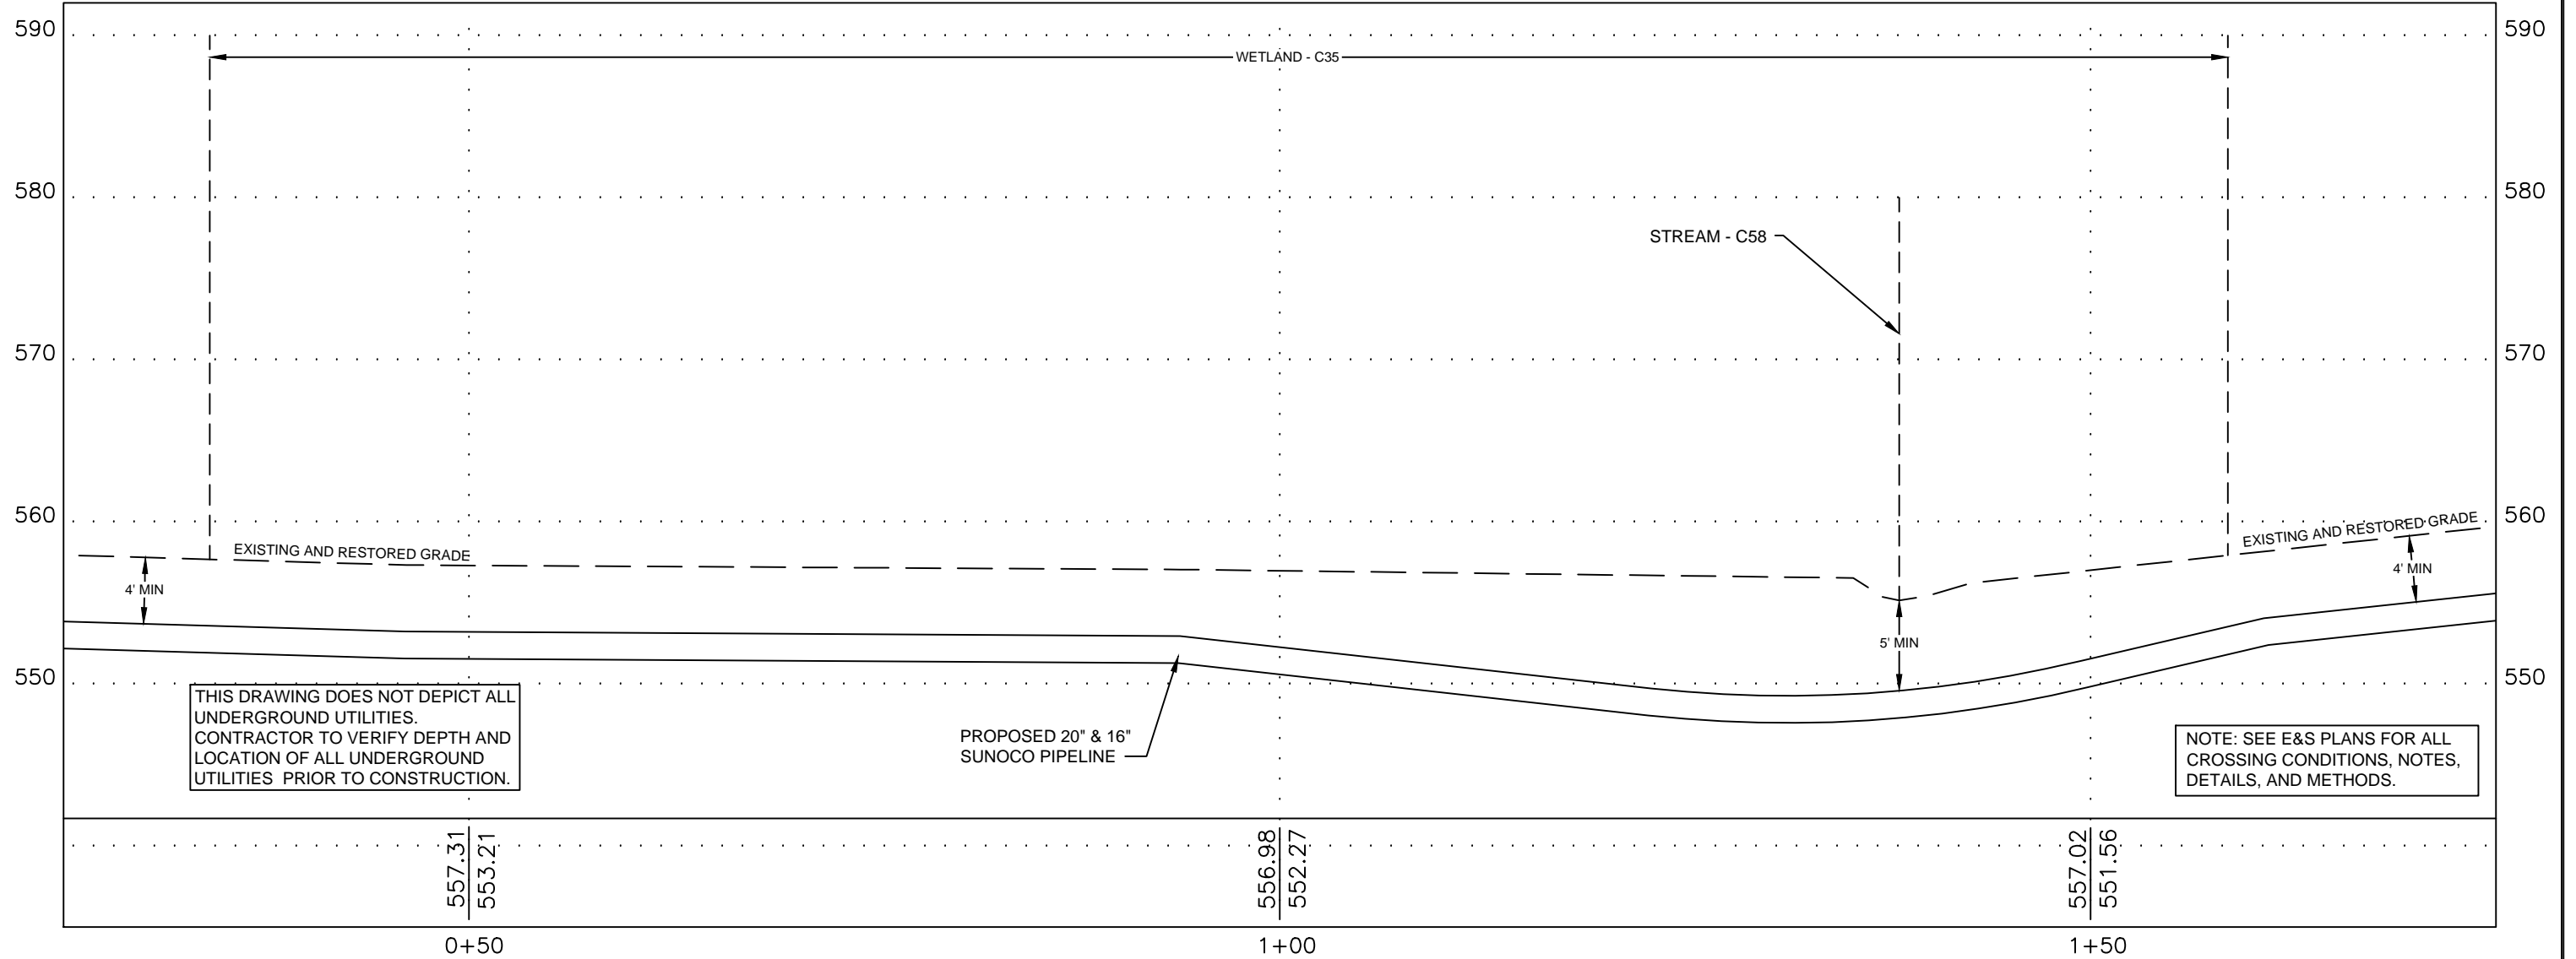 590
590
WETLAND - C35
580
580
STREAM - C58
570
570
560
560
EXISTING AND RESTORED GRADE
EXISTING AND RESTORED GRADE
4' MIN
4' MIN
5' MIN
550
550
THIS DRAWING DOES NOT DEPICT ALL
UNDERGROUND UTILITIES.
CONTRACTOR TO VERIFY DEPTH AND
LOCATION OF ALL UNDERGROUND
UTILITIES PRIOR TO CONSTRUCTION.
PROPOSED 20" & 16"
SUNOCO PIPELINE
NOTE: SEE E&S PLANS FOR ALL
CROSSING CONDITIONS, NOTES,
DETAILS, AND METHODS.
557.31
553.21
556.98
552.27
557.02
551.56
0+50
1+00
1+50